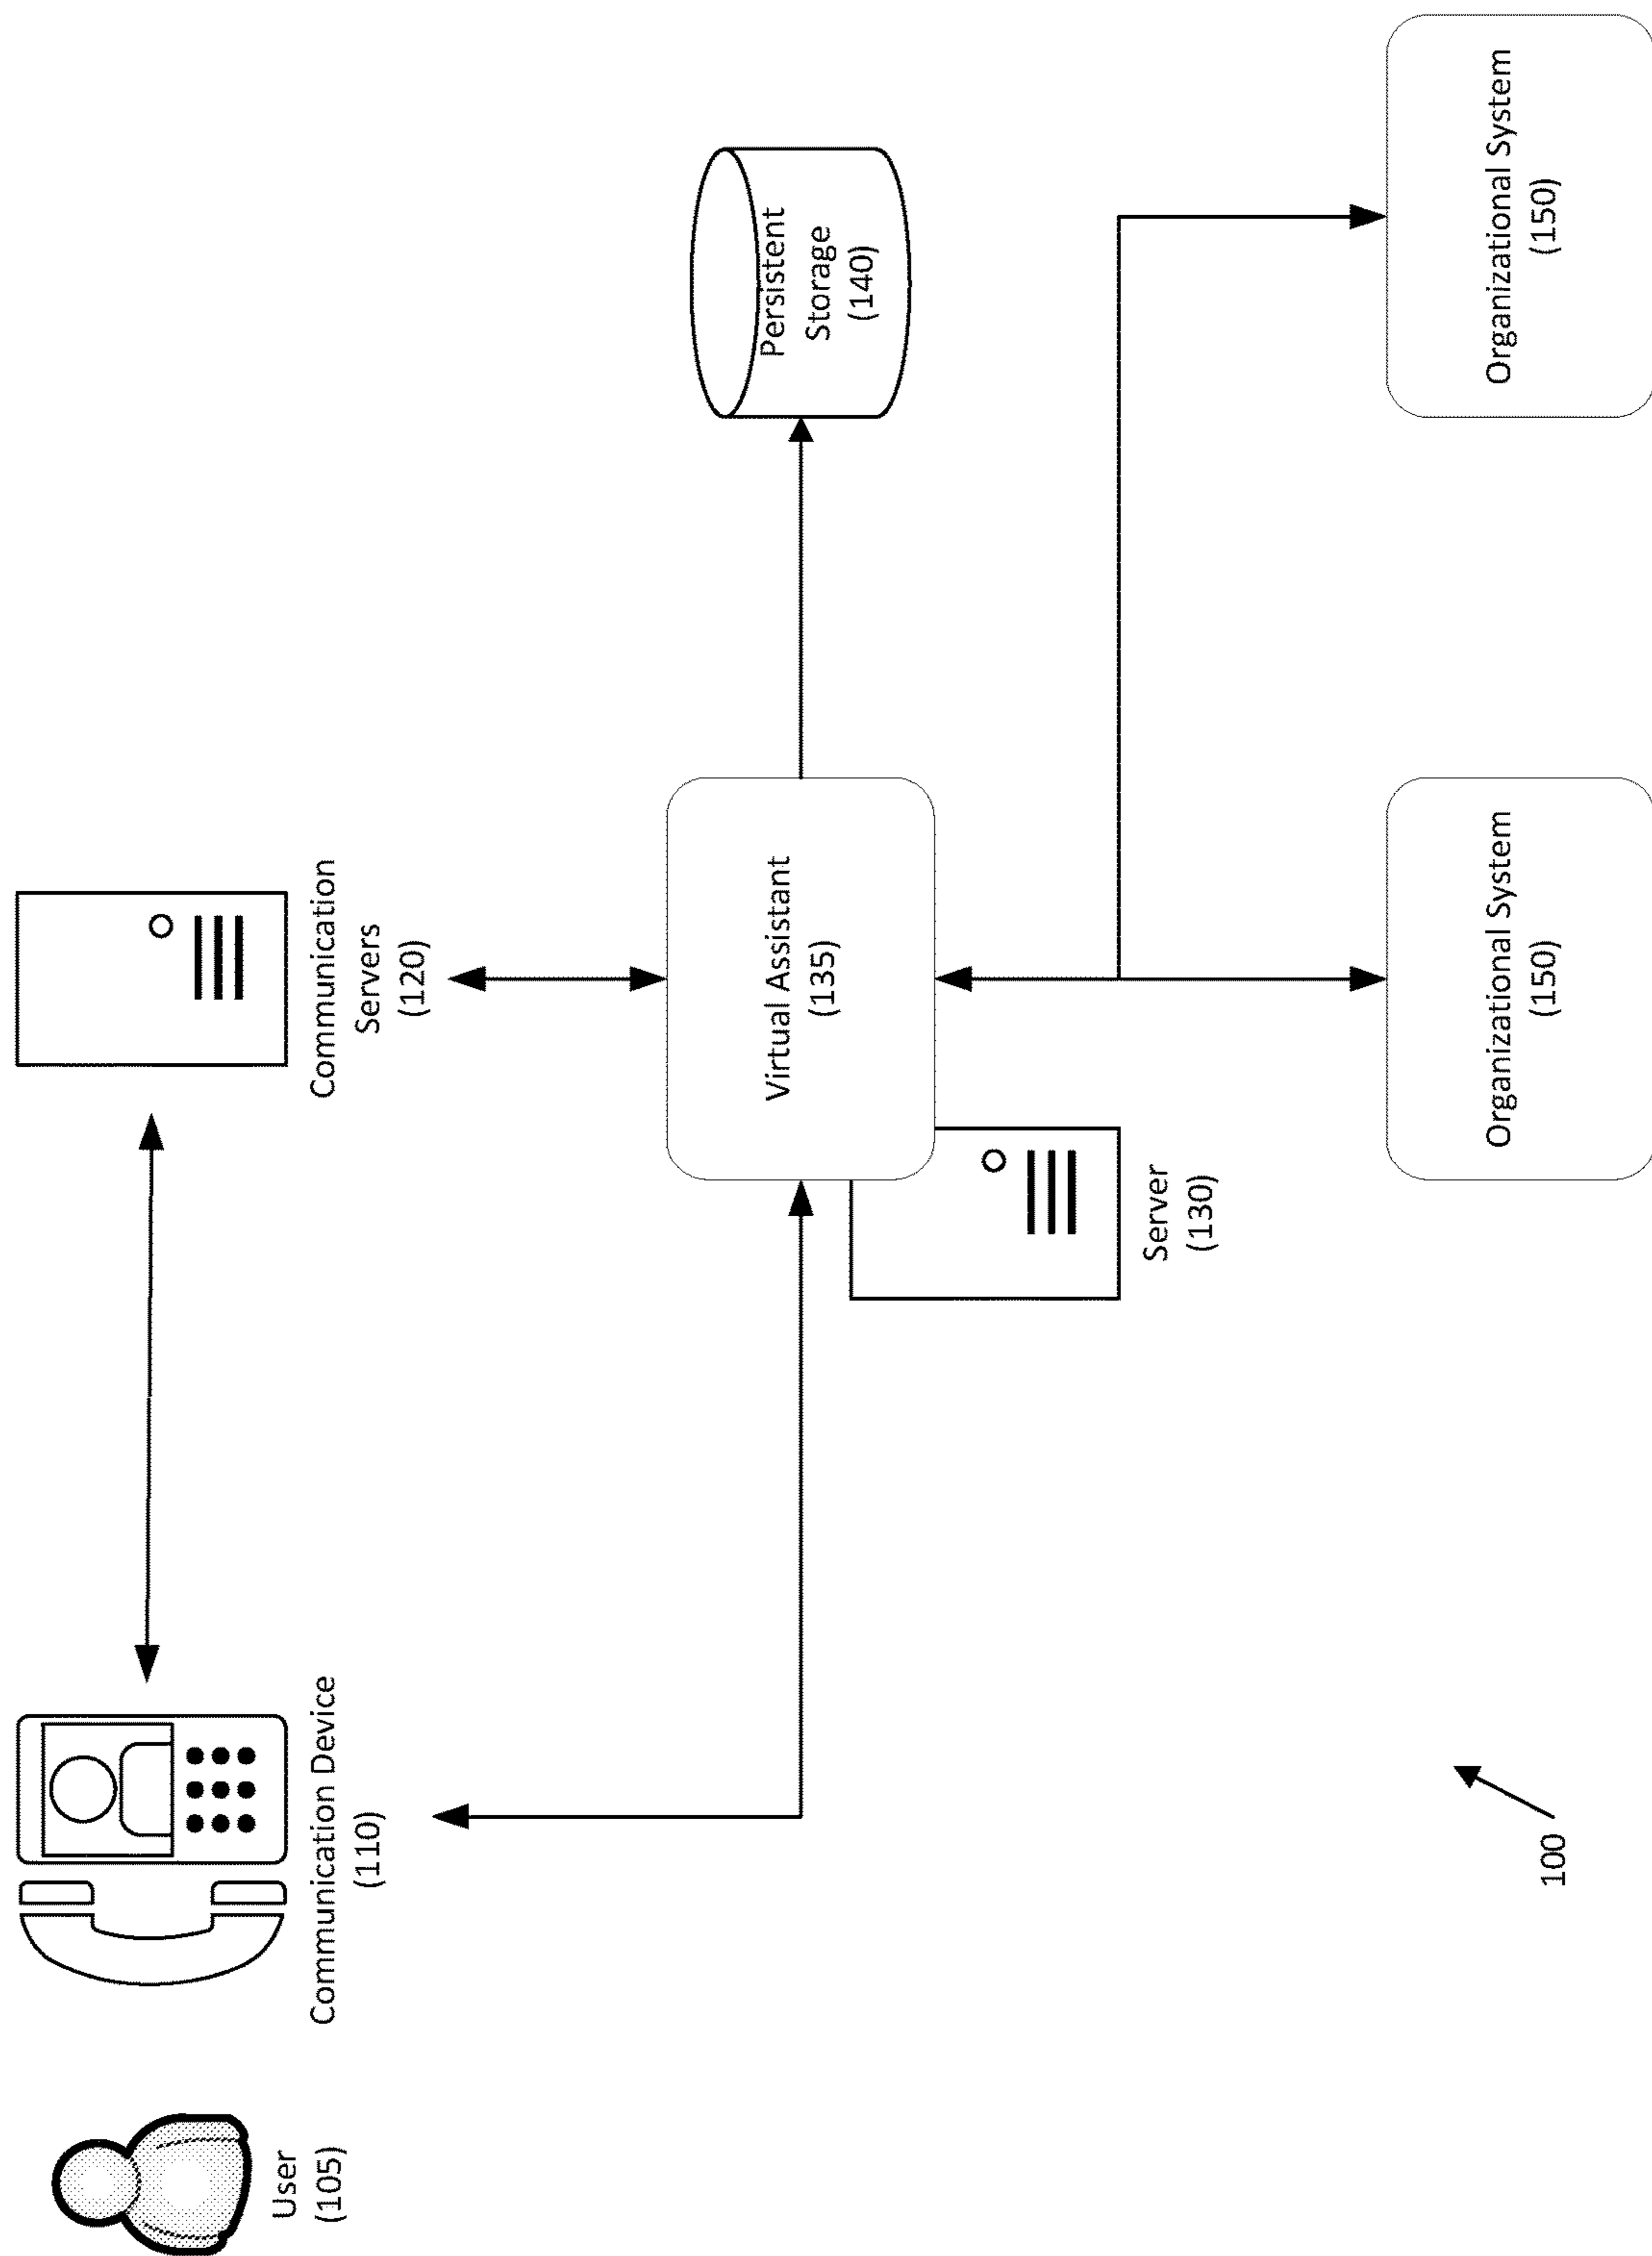 User
(105)
Communication Device
(110)
Communication
Servers
(120)
Virtual Assistant
(135)
Persistent
Storage
(140)
Server
(130)
Organizational System
(150)
Organizational System
(150)
100